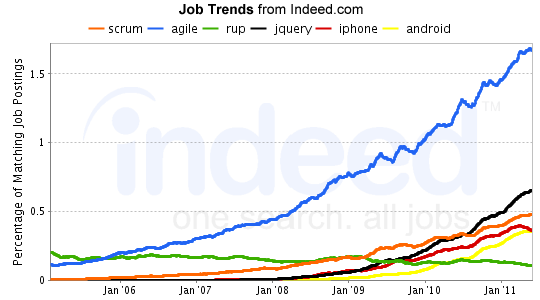 Job Trends from Indeed.com
scrum agile rup jquery iphone android
Percentage of Matching Job Postings
1.5
1
0.5
0
indeed™
one search. all jobs.
Jan'06 Jan'07 Jan'08 Jan'09 Jan'10 Jan'11